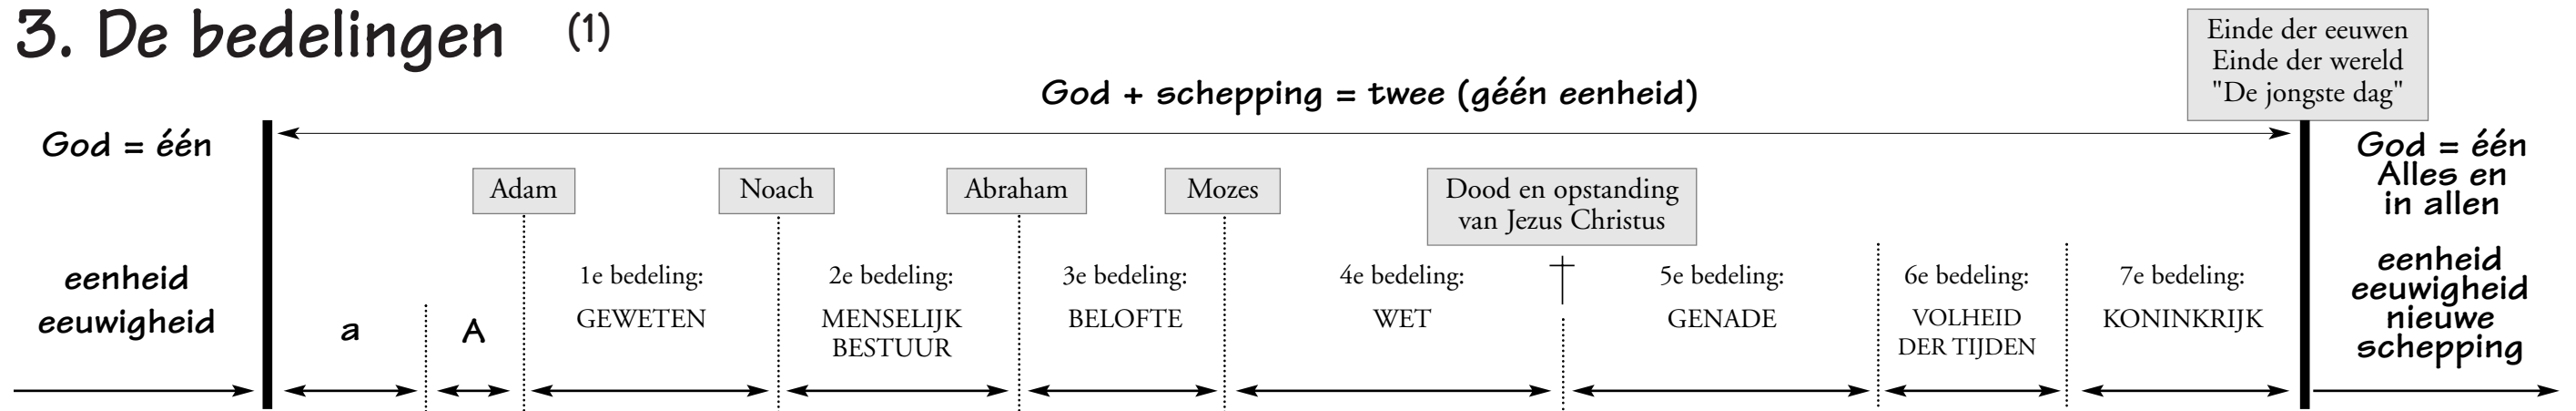 3. De bedelingen (1)
Einde der eeuwen
Einde der wereld
"De jongste dag"
God + schepping = twee (géén eenheid)
God = één
God = één
Alles en
in allen
Adam
Noach
Abraham
Mozes
Dood en opstanding
van Jezus Christus
eenheid
eeuwigheid
a
A
1e bedeling:
GEWETEN
2e bedeling:
MENSELIJK
BESTUUR
3e bedeling:
BELOFTE
4e bedeling:
WET
5e bedeling:
GENADE
6e bedeling:
VOLHEID
DER TIJDEN
7e bedeling:
KONINKRIJK
eenheid
eeuwigheid
nieuwe
schepping